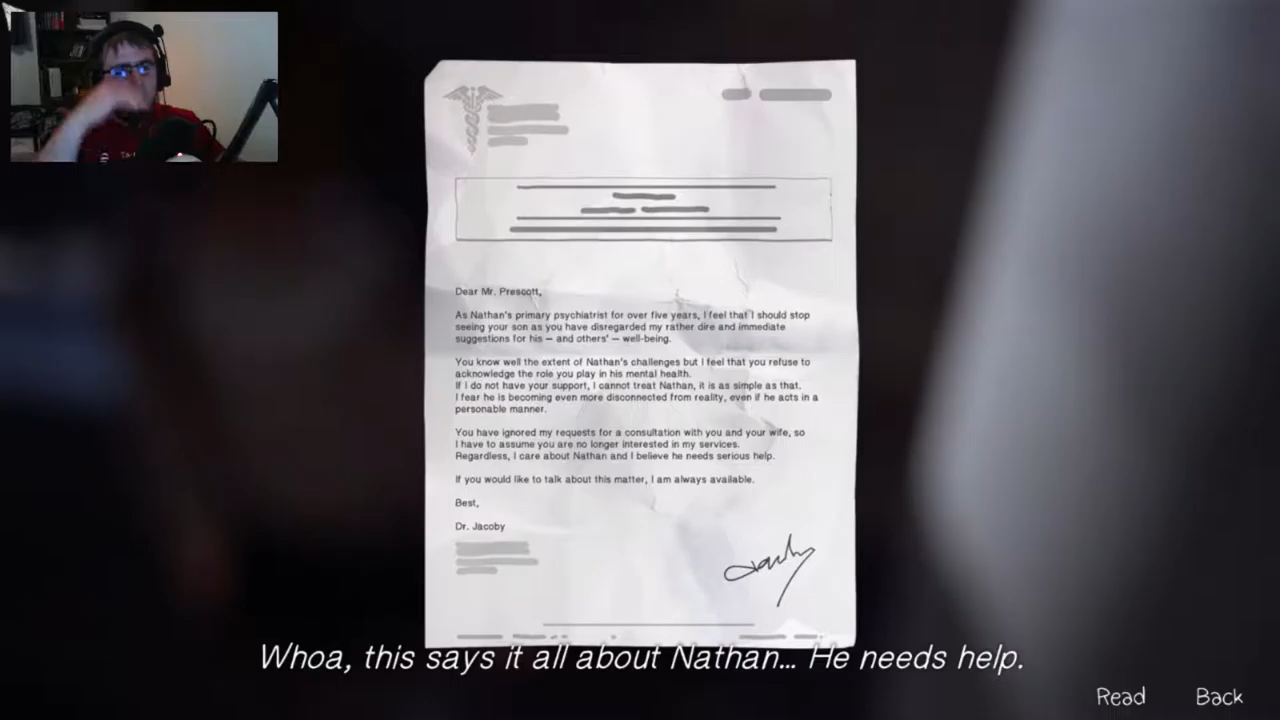 Dear Mr. Prescott,
As Nathan's primary psychiatrist for over five years, I feel that I should stop
seeing your son as you have disregarded my rather dire and immediate
suggestions for his — and others' — well-being.
You know well the extent of Nathan's challenges but I feel that you refuse to
acknowledge the role you play in his mental health.
If I do not have your support, I cannot treat Nathan, it is as simple as that.
I fear he is becoming even more disconnected from reality, even if he acts in a
personable manner.
You have ignored my requests for a consultation with you and your wife, so
I have to assume you are no longer interested in my services.
Regardless, I care about Nathan and I believe he needs serious help.
If you would like to talk about this matter, I am always available.
Best,
Dr. Jacoby
Whoa, this says it all about Nathan... He needs help.
Read Back